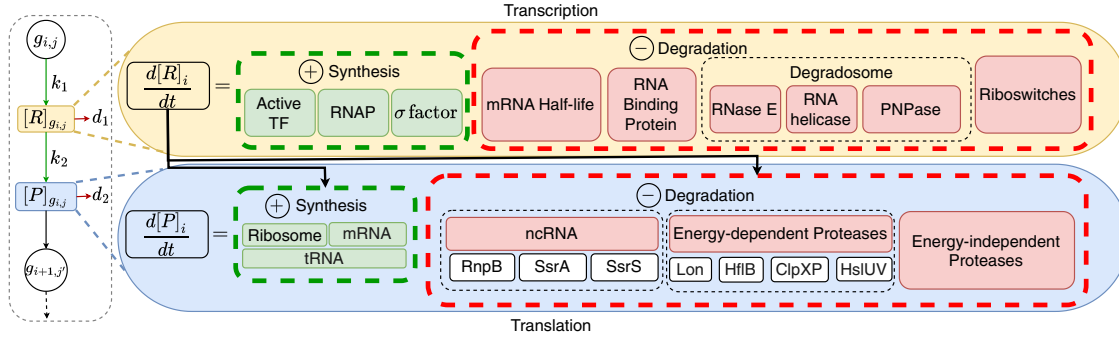 Transcription
g_{i,j}
k_1
[R]_{g_{i,j}}
d_1
k_2
[P]_{g_{i,j}}
d_2
g_{i+1,j'}
d[R]_i
dt
=
+ Synthesis
Active
TF
RNAP
σ factor
− Degradation
mRNA Half-life
RNA
Binding
Protein
Degradosome
RNase E
RNA
helicase
PNPase
Riboswitches
d[P]_i
dt
=
+ Synthesis
Ribosome
mRNA
tRNA
− Degradation
ncRNA
RnpB
SsrA
SsrS
Energy-dependent Proteases
Lon
HflB
ClpXP
HslUV
Energy-independent
Proteases
Translation